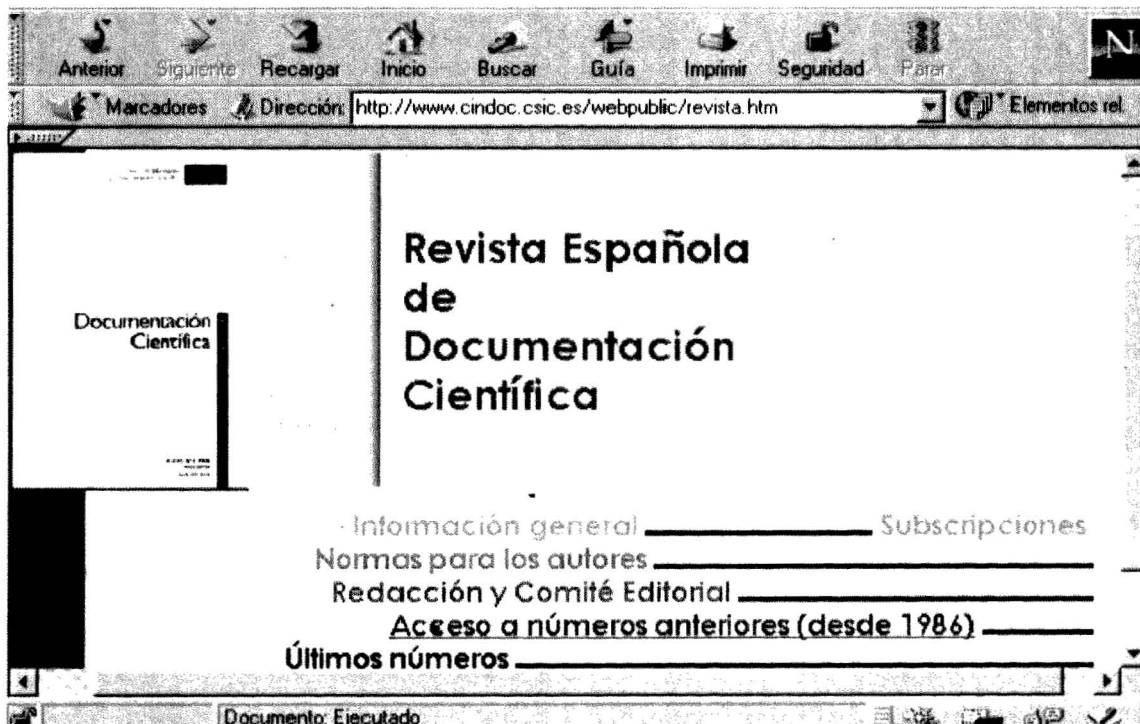 Anterior Siguiente Recargar Inicio Buscar Guía Imprimir Seguridad Parar N
Marcadores Dirección: http://www.cindoc.csic.es/webpublic/revista.htm Elementos rel.
Revista Española
de
Documentación
Científica
Documentación
Científica
Información general Subscripciones
Normas para los autores
Redacción y Comité Editorial
Acceso a números anteriores (desde 1986)
Últimos números
Documento: Ejecutado